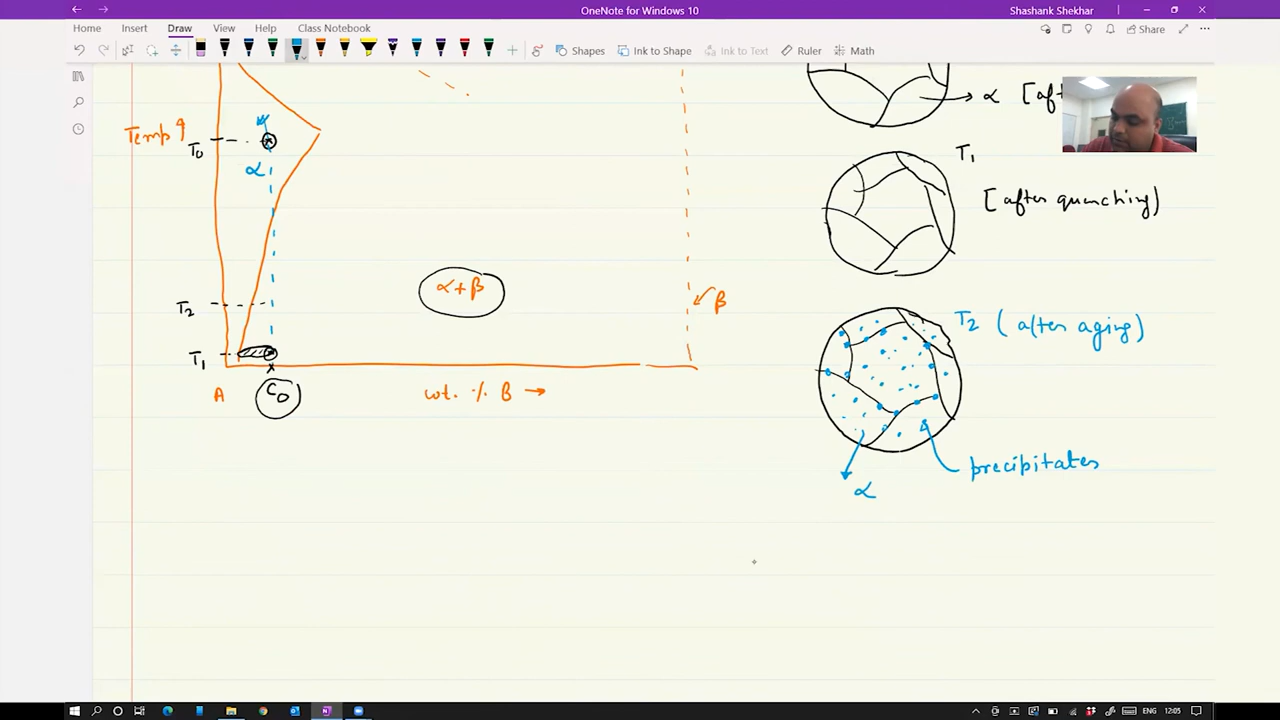 OneNote for Windows 10
Shashank Shekhar
Home Insert Draw View Help Class Notebook
Share
Shapes Ink to Shape Ink to Text Ruler Math
Temp ↑
T0
α
α+β
T2
β
T1
A
C0
wt. % B →
α
T1
[after quenching)
T2 (after aging)
precipitates
α
ENG 12:05